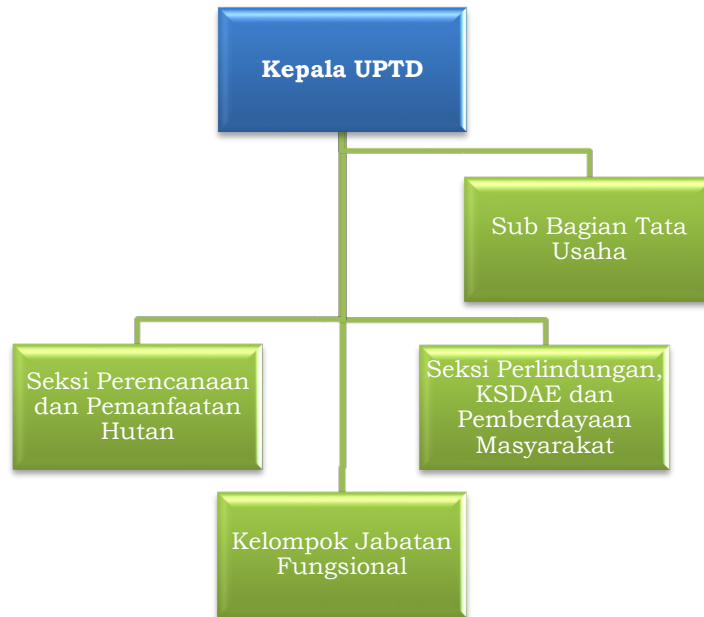 Kepala UPTD
Sub Bagian Tata
Usaha
Seksi Perencanaan
dan Pemanfaatan
Hutan
Seksi Perlindungan,
KSDAE dan
Pemberdayaan
Masyarakat
Kelompok Jabatan
Fungsional